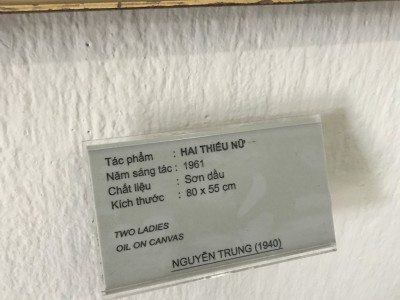 Tác phẩm : HAI THIẾU NỮ
Năm sáng tác : 1961
Chất liệu : Sơn dầu
Kích thước : 80 x 55 cm
TWO LADIES
OIL ON CANVAS
NGUYỄN TRUNG (1940)